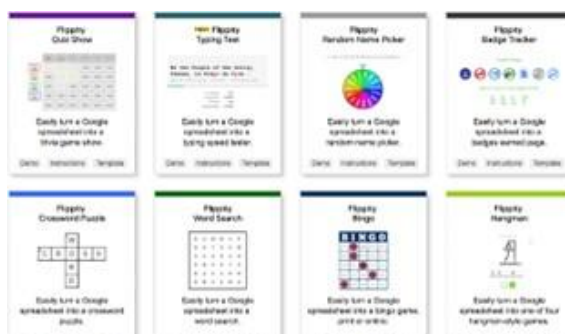 Flippity
Quiz Show
Easily turn a Google
spreadsheet into a
trivia game show.
Demo Instructions Template
Flippity
Typing Test
Easily turn a Google
spreadsheet into a
typing speed tester.
Demo Instructions Template
Flippity
Random Name Picker
Easily turn a Google
spreadsheet into a
random name picker.
Demo Instructions Template
Flippity
Badge Tracker
Easily turn a Google
spreadsheet into a
badges earned page.
Demo Instructions Template
Flippity
Crossword Puzzle
Easily turn a Google
spreadsheet into a crossword
puzzle.
Flippity
Word Search
Easily turn a Google
spreadsheet into a
word search.
Flippity
Bingo
BINGO
Easily turn a Google
spreadsheet into a bingo game,
print or online.
Flippity
Hangman
Easily turn a Google
spreadsheet into one of four
hangman-style games.